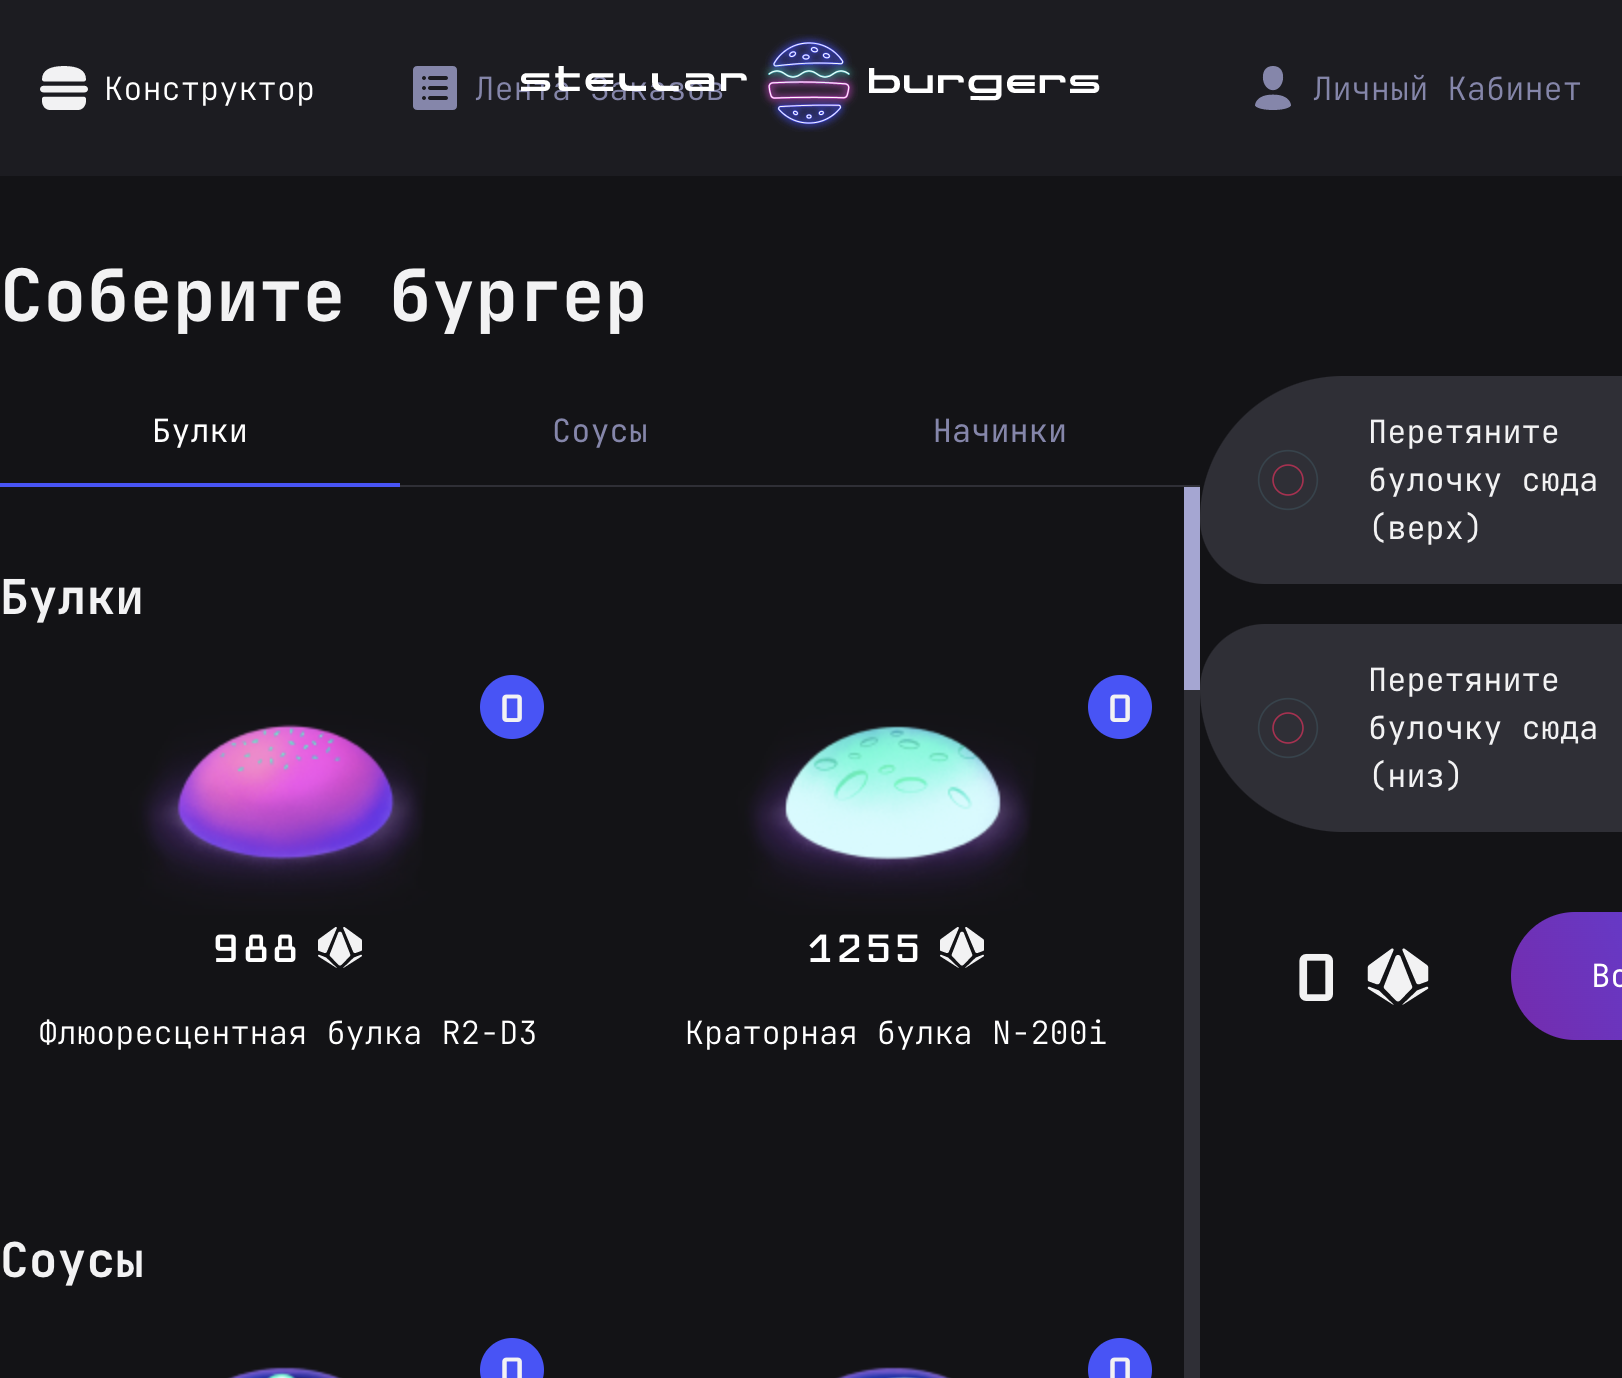 Конструктор
Лента Заказов
stellar burgers
Личный Кабинет
Соберите бургер
Булки
Соусы
Начинки
Булки
0
988
Флюоресцентная булка R2-D3
0
1255
Краторная булка N-200i
Соусы
0
0
Перетяните
булочку сюда
(верх)
Перетяните
булочку сюда
(низ)
0